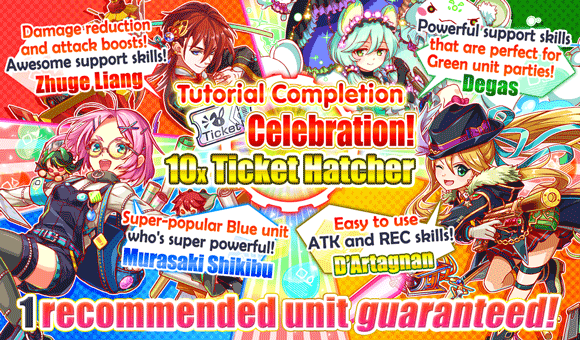 Damage reduction
and attack boosts!
Awesome support skills!
Zhuge Liang
Powerful support skills
that are perfect for
Green unit parties!
Degas
Tutorial Completion
Ticket
Celebration!
10x Ticket Hatcher
Super-popular Blue unit
who's super powerful!
Murasaki Shikibu
Easy to use
ATK and REC skills!
D'Artagnan
1 recommended unit guaranteed!